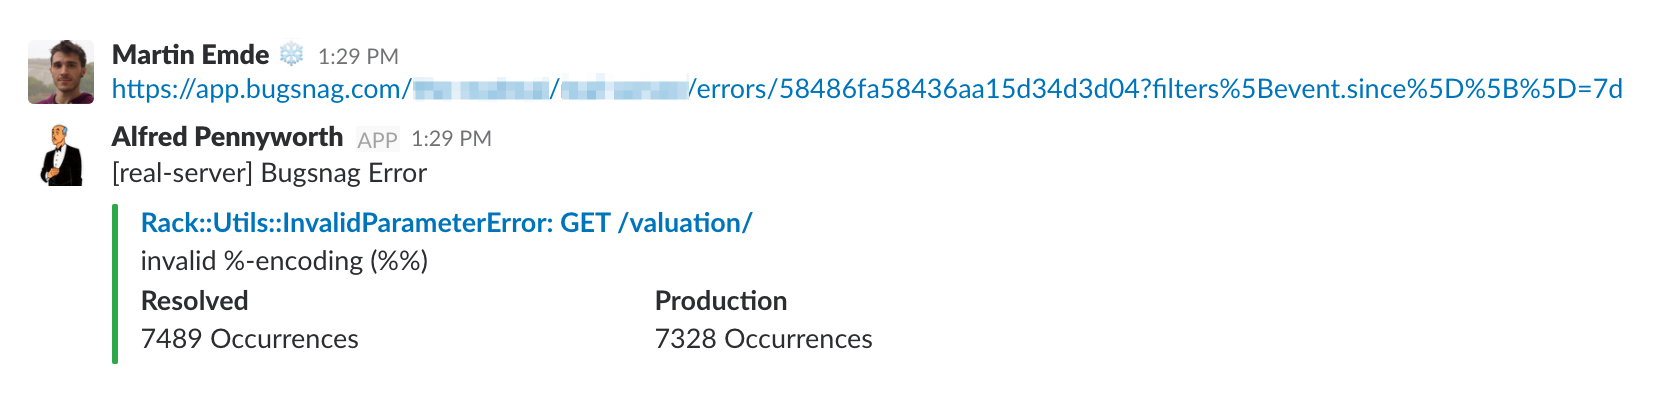 Martin Emde 1:29 PM
https://app.bugsnag.com/ / /errors/58486fa58436aa15d34d3d04?filters%5Bevent.since%5D%5B%5D=7d
Alfred Pennyworth APP 1:29 PM
[real-server] Bugsnag Error
Rack::Utils::InvalidParameterError: GET /valuation/
invalid %-encoding (%%)
Resolved Production
7489 Occurrences 7328 Occurrences